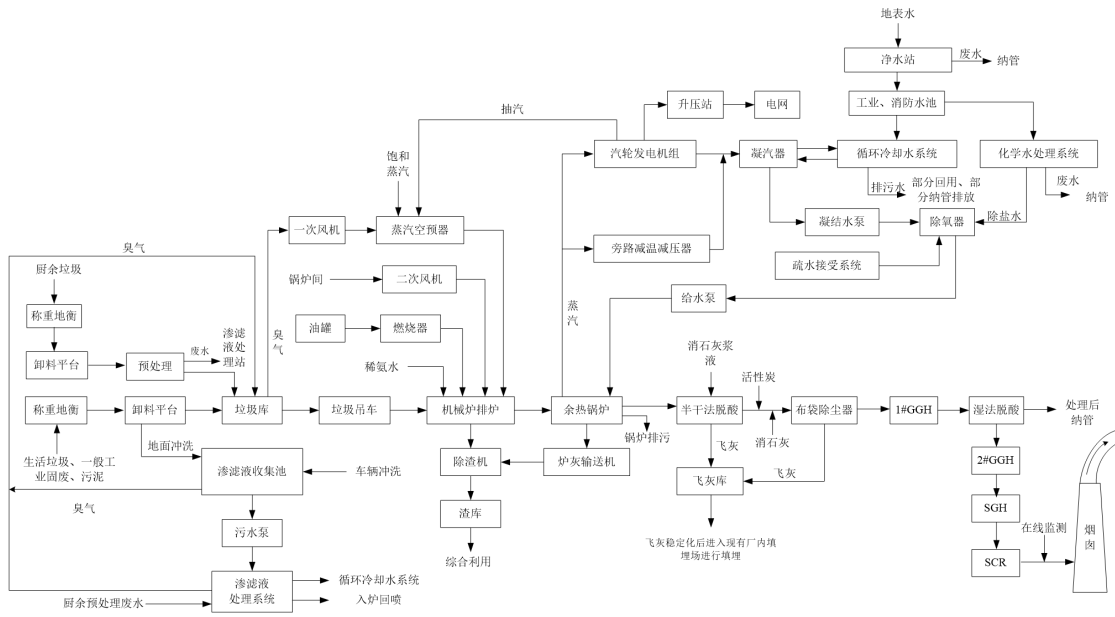 地表水
净水站
废水
纳管
升压站
电网
工业、消防水池
抽汽
汽轮发电机组
凝汽器
循环冷却水系统
化学水处理系统
饱和
蒸汽
排污水
部分回用、部
分纳管排放
废水
纳管
一次风机
蒸汽空预器
凝结水泵
除氧器
除盐水
臭气
旁路减温减压器
疏水接受系统
厨余垃圾
锅炉间
二次风机
蒸汽
给水泵
称重地衡
渗滤
液处
理站
臭气
油罐
燃烧器
卸料平台
预处理
废水
稀氨水
消石灰浆
液
活性炭
称重地衡
卸料平台
垃圾库
垃圾吊车
机械炉排炉
余热锅炉
半干法脱酸
布袋除尘器
1#GGH
湿法脱酸
处理后
纳管
锅炉排污
消石灰
地面冲洗
生活垃圾、一般工
业固废、污泥
渗滤液收集池
车辆冲洗
除渣机
炉灰输送机
飞灰
飞灰库
飞灰
2#GGH
臭气
渣库
SGH
在线监测
烟囱
污水泵
综合利用
飞灰稳定化后进入现有厂内填
埋场进行填埋
SCR
渗滤液
处理系统
循环冷却水系统
入炉回喷
厨余预处理废水